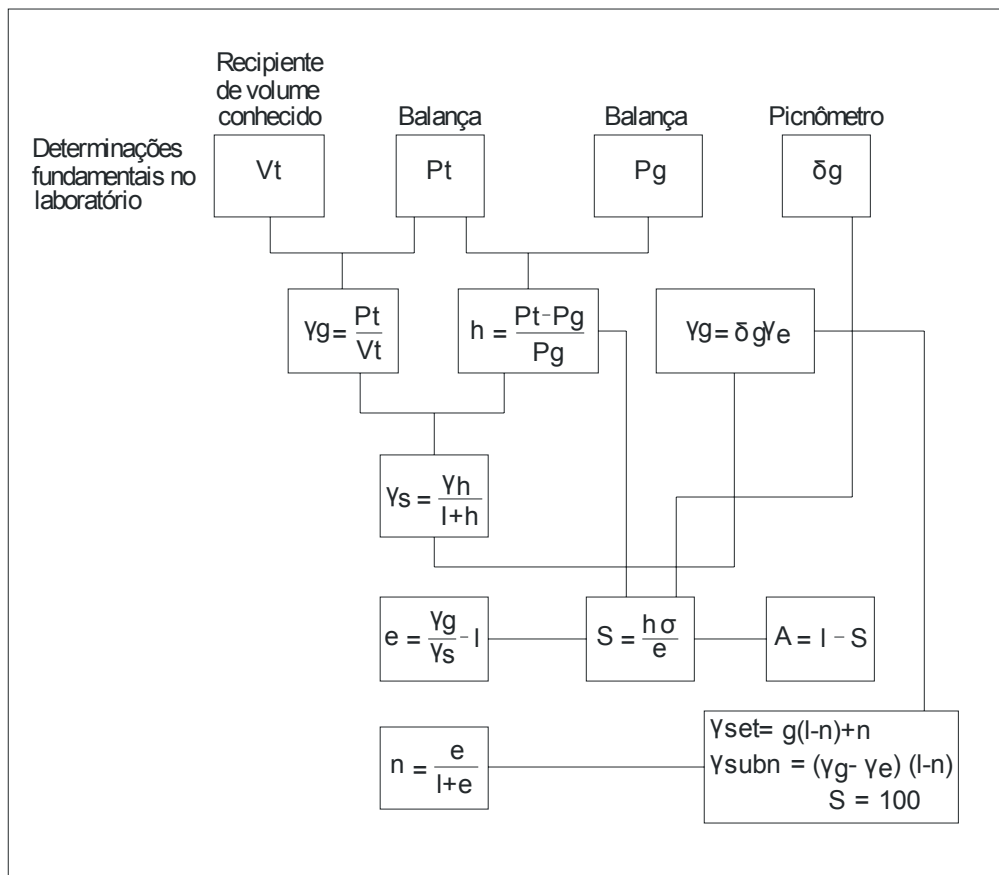 Recipiente
de volume
conhecido
Balança
Balança
Picnômetro
Determinações
fundamentais no
laboratório
Vt
Pt
Pg
δg
γg = Pt/Vt
h = Pt-Pg/Pg
γg = δgγe
γs = γh/l+h
e = γg/γs - l
S = hσ/e
A = l - S
n = e/l+e
γset= g(l-n)+n
γsubn = (γg- γe) (l-n)
S = 100